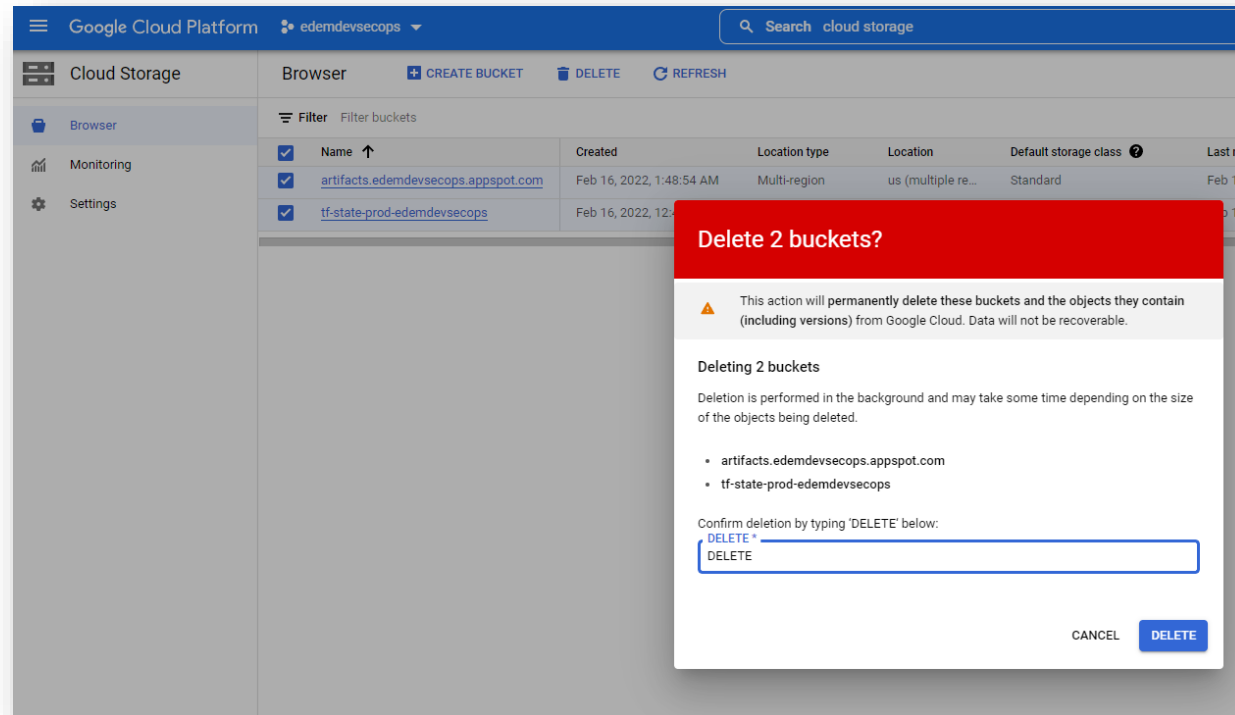 Google Cloud Platform edemdevsecops Search cloud storage
Cloud Storage Browser CREATE BUCKET DELETE REFRESH
Browser
Filter Filter buckets
Name Created Location type Location Default storage class Last
Monitoring
artifacts.edemdevsecops.appspot.com Feb 16, 2022, 1:48:54 AM Multi-region us (multiple re... Standard Feb
Settings
tf-state-prod-edemdevsecops Feb 16, 2022, 12:
Delete 2 buckets?
This action will permanently delete these buckets and the objects they contain
(including versions) from Google Cloud. Data will not be recoverable.
Deleting 2 buckets
Deletion is performed in the background and may take some time depending on the size
of the objects being deleted.
• artifacts.edemdevsecops.appspot.com
• tf-state-prod-edemdevsecops
Confirm deletion by typing 'DELETE' below:
DELETE *
DELETE
CANCEL DELETE